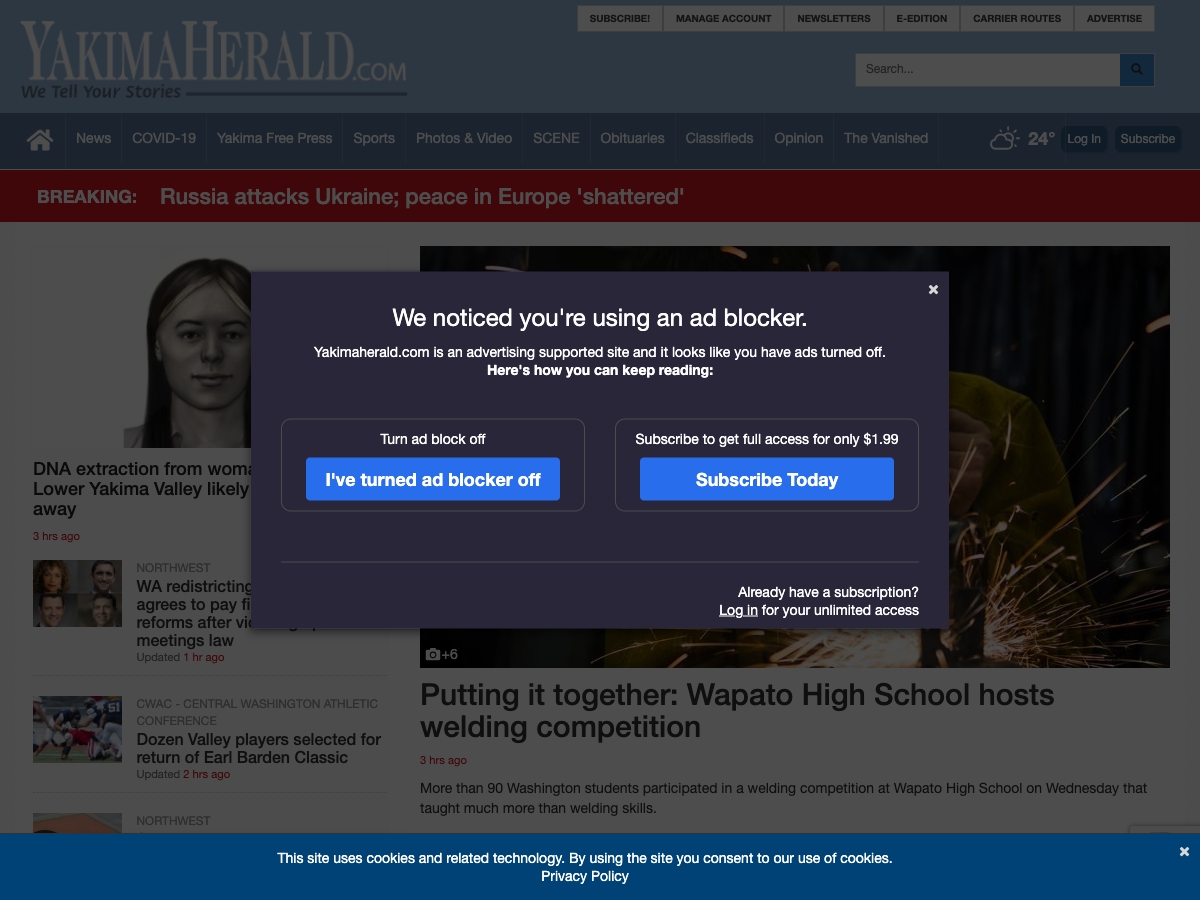 SUBSCRIBE!
MANAGE ACCOUNT
NEWSLETTERS
E-EDITION
CARRIER ROUTES
ADVERTISE
YAKIMAHERALD.COM
We Tell Your Stories
Search...
News
COVID-19
Yakima Free Press
Sports
Photos & Video
SCENE
Obituaries
Classifieds
Opinion
The Vanished
24°
Log In
Subscribe
BREAKING:
Russia attacks Ukraine; peace in Europe 'shattered'
We noticed you're using an ad blocker.
Yakimaherald.com is an advertising supported site and it looks like you have ads turned off.
Here's how you can keep reading:
Turn ad block off
I've turned ad blocker off
Subscribe to get full access for only $1.99
Subscribe Today
Already have a subscription?
Log in for your unlimited access
DNA extraction from
Lower Yakima Valley likely
away
3 hrs ago
NORTHWEST
WA redistricting
agrees to pay
reforms after
meetings law
Updated 1 hr ago
CWAC - CENTRAL WASHINGTON ATHLETIC
CONFERENCE
Dozen Valley players selected for
return of Earl Barden Classic
Updated 2 hrs ago
NORTHWEST
+6
Putting it together: Wapato High School hosts
welding competition
3 hrs ago
More than 90 Washington students participated in a welding competition at Wapato High School on Wednesday that
taught much more than welding skills.
This site uses cookies and related technology. By using the site you consent to our use of cookies.
Privacy Policy